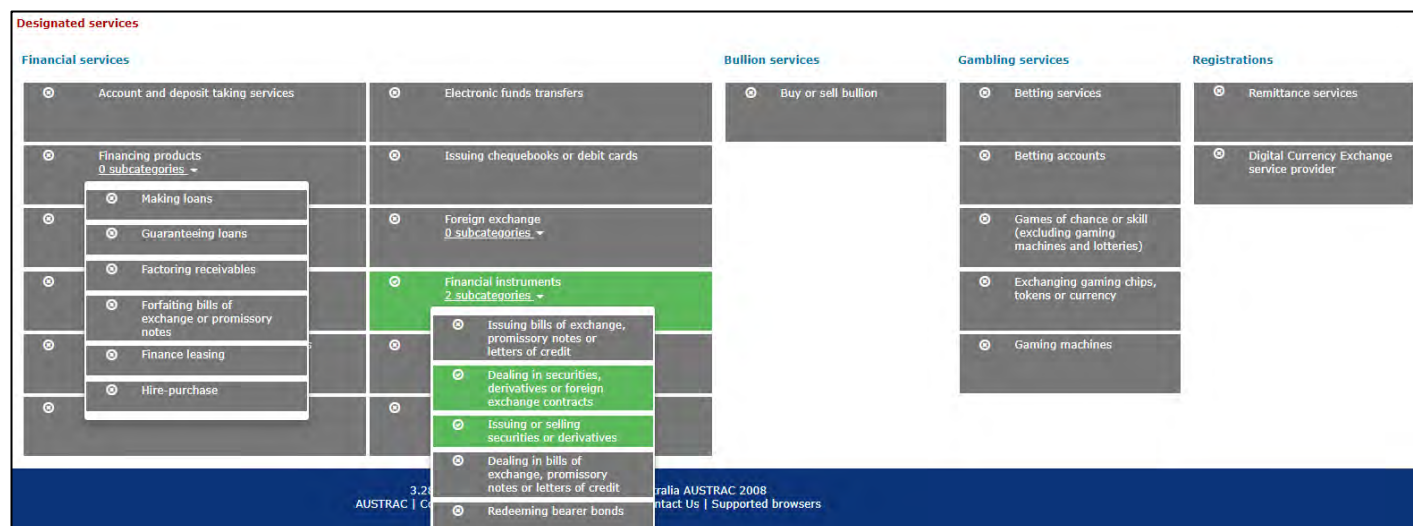 Designated services
Financial services
Bullion services
Gambling services
Registrations
Account and deposit taking services
Electronic funds transfers
Buy or sell bullion
Betting services
Remittance services
Financing products
0 subcategories
Issuing chequebooks or debit cards
Betting accounts
Digital Currency Exchange
service provider
Making loans
Guaranteeing loans
Factoring receivables
Forfaiting bills of
exchange or promissory
notes
Finance leasing
Hire-purchase
Foreign exchange
0 subcategories
Games of chance or skill
(excluding gaming
machines and lotteries)
Financial instruments
2 subcategories
Exchanging gaming chips,
tokens or currency
Issuing bills of exchange,
promissory notes or
letters of credit
Dealing in securities,
derivatives or foreign
exchange contracts
Issuing or selling
securities or derivatives
Dealing in bills of
exchange, promissory
notes or letters of credit
Redeeming bearer bonds
Gaming machines
AUSTRAC 2008
AUSTRAC |
Us | Supported browsers